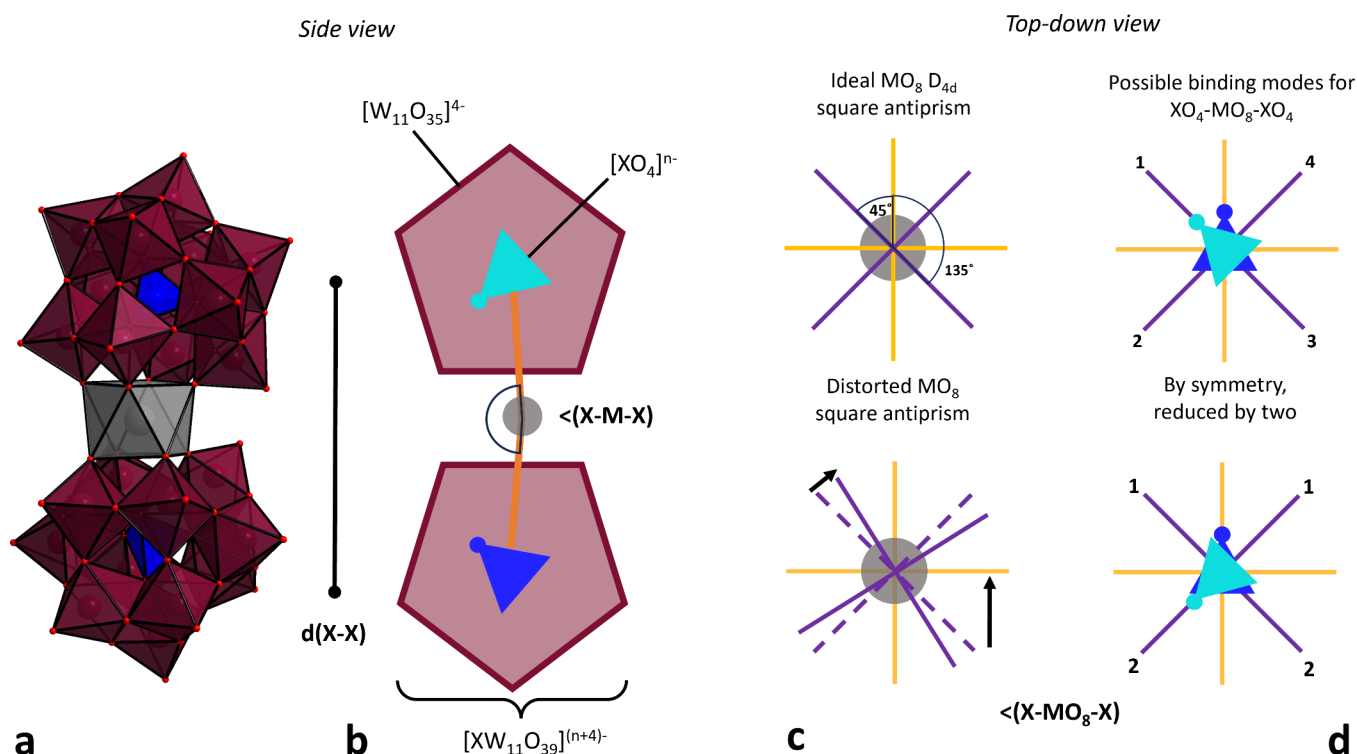 Side view
Top-down view
[W₁₁O₃₅]⁴⁻
[XO₄]ⁿ⁻
<(X-M-X)
d(X-X)
[XW₁₁O₃₉]⁽ⁿ⁺⁴⁾⁻
a
b
Ideal MO₈ D₄d
square antiprism
45°
135°
Distorted MO₈
square antiprism
<(X-MO₈-X)
c
Possible binding modes for
XO₄-MO₈-XO₄
1
4
2
3
By symmetry,
reduced by two
1
1
2
2
d